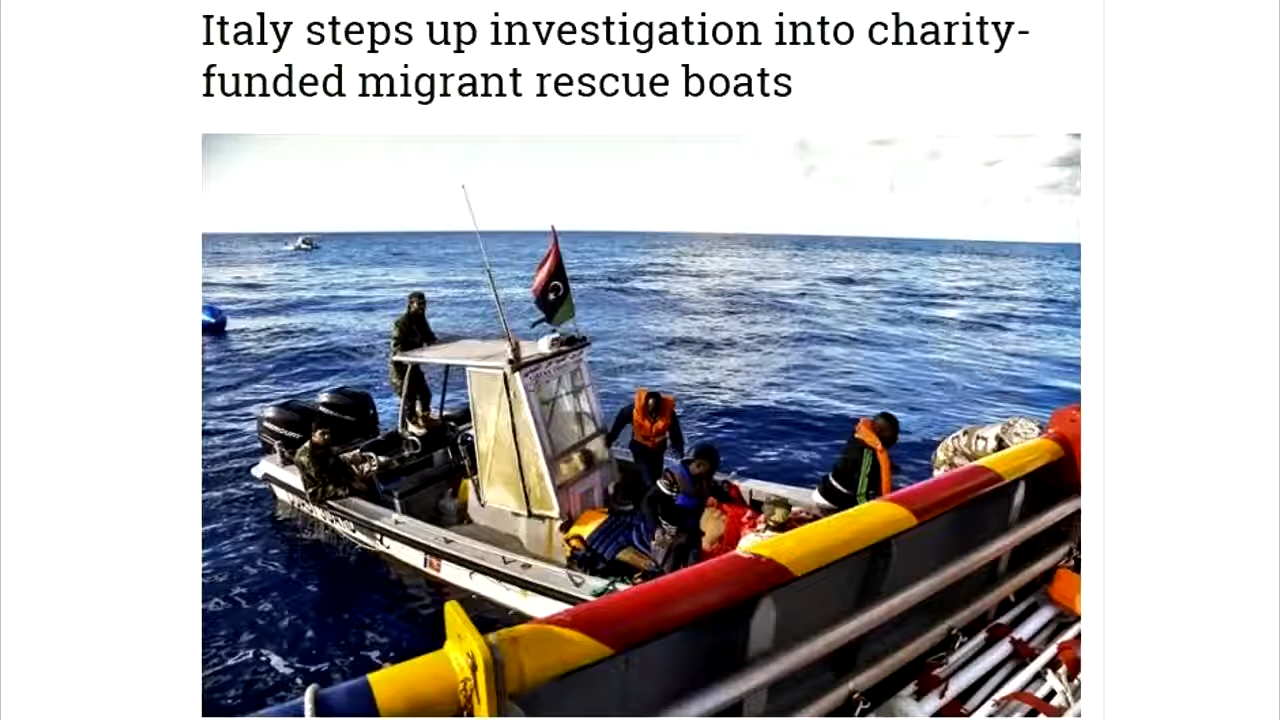 Italy steps up investigation into charity-
funded migrant rescue boats